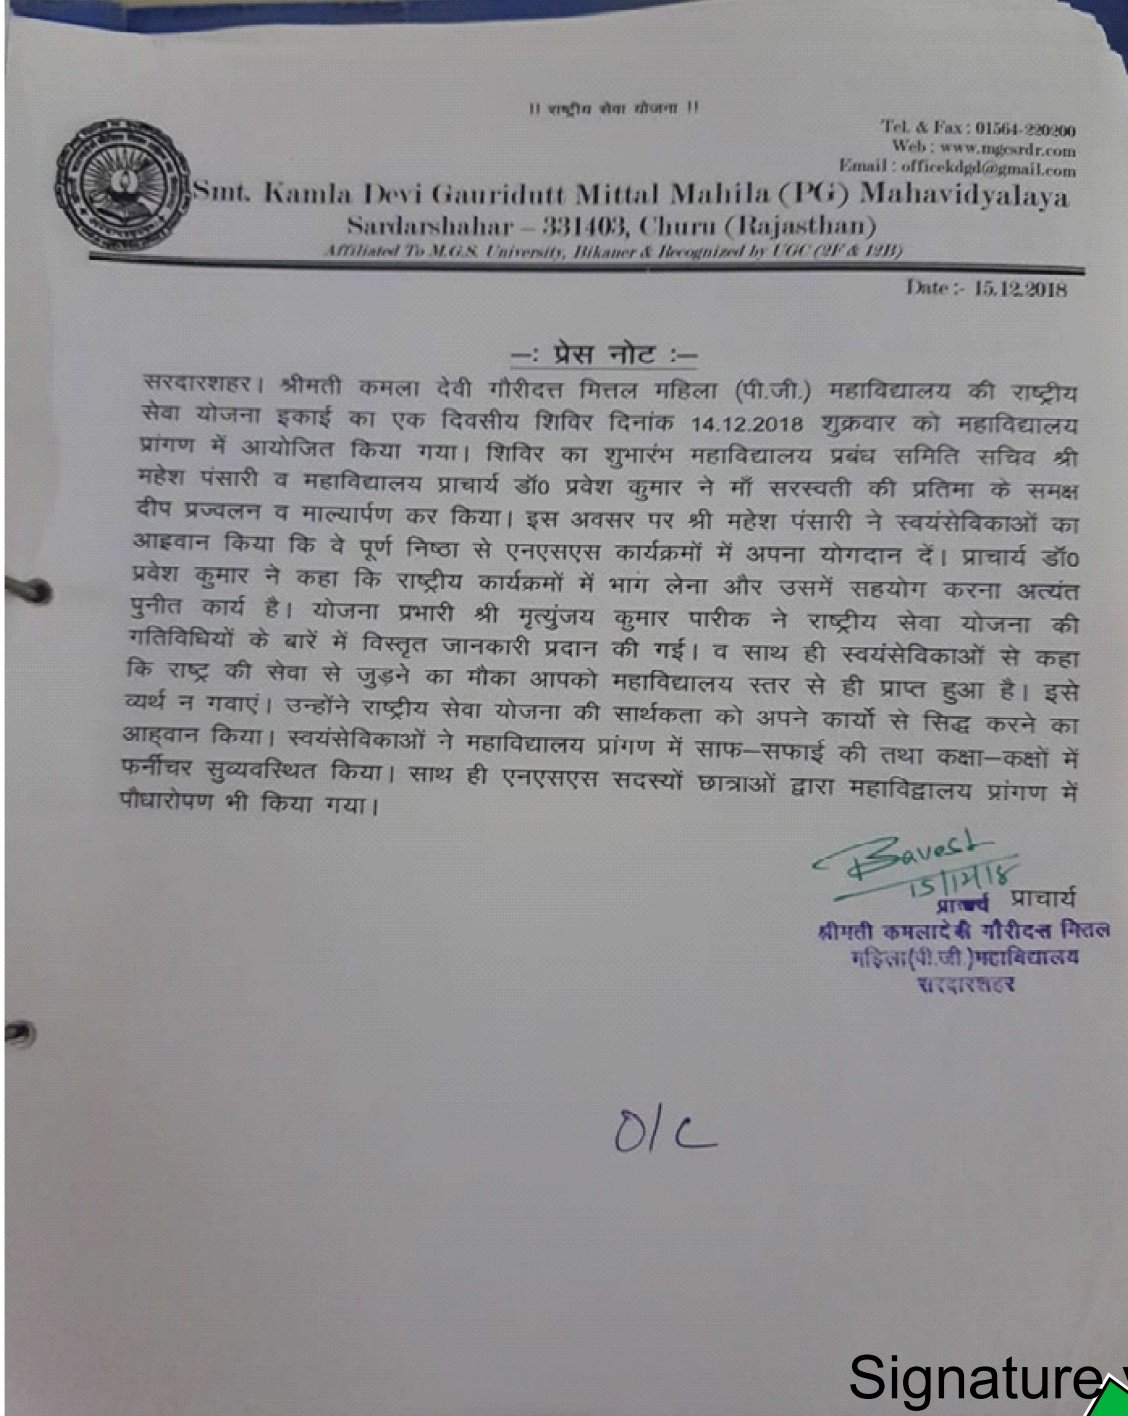 !! राष्ट्रीय सेवा योजना !!
Tel. & Fax : 01564-220200
Web : www.mgcsrdr.com
Email : officekdgd@gmail.com
Smt. Kamla Devi Gauridutt Mittal Mahila (PG) Mahavidyalaya
Sardarshahar – 331403, Churu (Rajasthan)
Affiliated To M.G.S. University, Bikaner & Recognized by UGC (2F & 12B)
Date :- 15.12.2018
–: प्रेस नोट :–
सरदारशहर। श्रीमती कमला देवी गौरीदत्त मित्तल महिला (पी.जी.) महाविद्यालय की राष्ट्रीय
सेवा योजना इकाई का एक दिवसीय शिविर दिनांक 14.12.2018 शुक्रवार को महाविद्यालय
प्रांगण में आयोजित किया गया। शिविर का शुभारंभ महाविद्यालय प्रबंध समिति सचिव श्री
महेश पंसारी व महाविद्यालय प्राचार्य डॉ0 प्रवेश कुमार ने माँ सरस्वती की प्रतिमा के समक्ष
दीप प्रज्वलन व माल्यार्पण कर किया। इस अवसर पर श्री महेश पंसारी ने स्वयंसेविकाओं का
आह्वान किया कि वे पूर्ण निष्ठा से एनएसएस कार्यक्रमों में अपना योगदान दें। प्राचार्य डॉ0
प्रवेश कुमार ने कहा कि राष्ट्रीय कार्यक्रमों में भाग लेना और उसमें सहयोग करना अत्यंत
पुनीत कार्य है। योजना प्रभारी श्री मृत्युंजय कुमार पारीक ने राष्ट्रीय सेवा योजना की
गतिविधियों के बारें में विस्तृत जानकारी प्रदान की गई। व साथ ही स्वयंसेविकाओं से कहा
कि राष्ट्र की सेवा से जुड़ने का मौका आपको महाविद्यालय स्तर से ही प्राप्त हुआ है। इसे
व्यर्थ न गवाएं। उन्होंने राष्ट्रीय सेवा योजना की सार्थकता को अपने कार्यो से सिद्ध करने का
आह्वान किया। स्वयंसेविकाओं ने महाविद्यालय प्रांगण में साफ–सफाई की तथा कक्षा–कक्षों में
फर्नीचर सुव्यवस्थित किया। साथ ही एनएसएस सदस्यों छात्राओं द्वारा महाविद्वालय प्रांगण में
पौधारोपण भी किया गया।
15/12/18
प्राचार्य प्राचार्य
श्रीमती कमलादेवी गौरीदत्त मित्तल
महिला(पी.जी.)महाविद्यालय
सरदारशहर
O/C
Signature